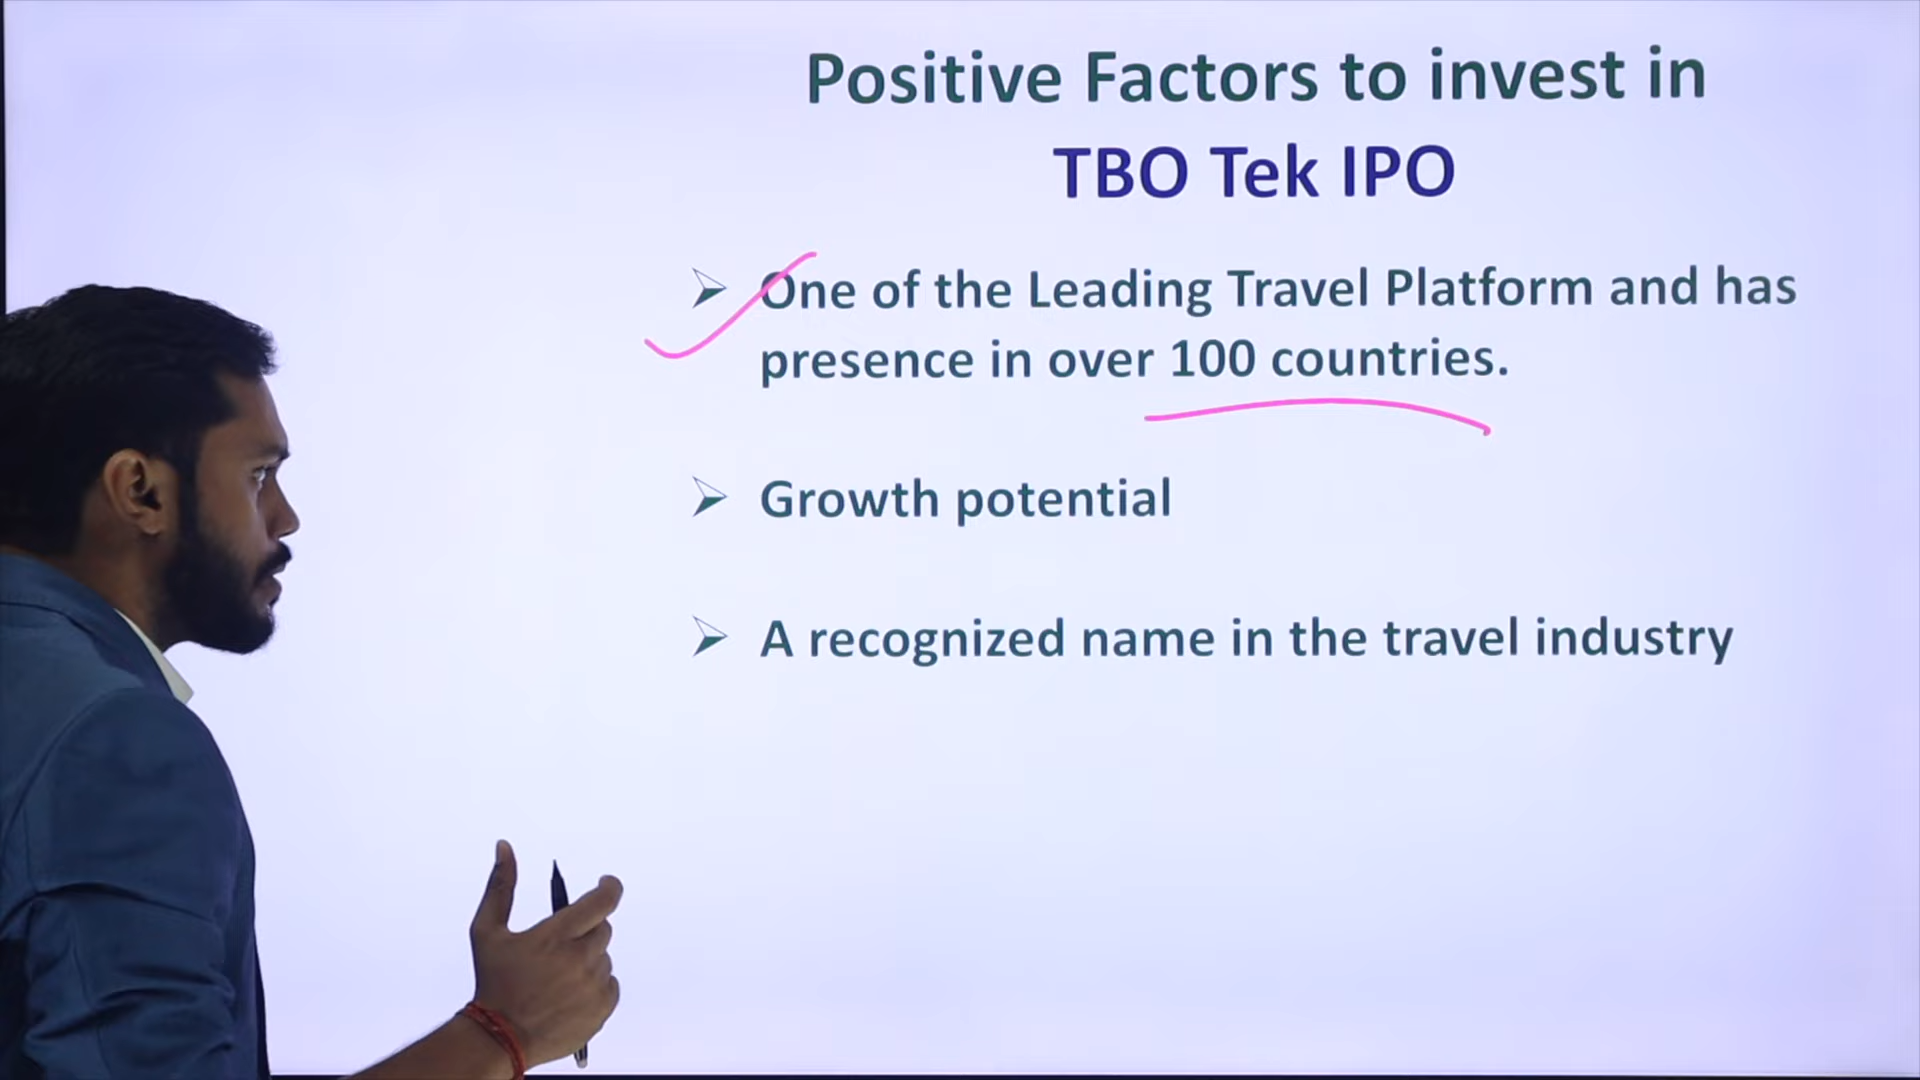 Positive Factors to invest in
TBO Tek IPO
One of the Leading Travel Platform and has
presence in over 100 countries.
Growth potential
A recognized name in the travel industry